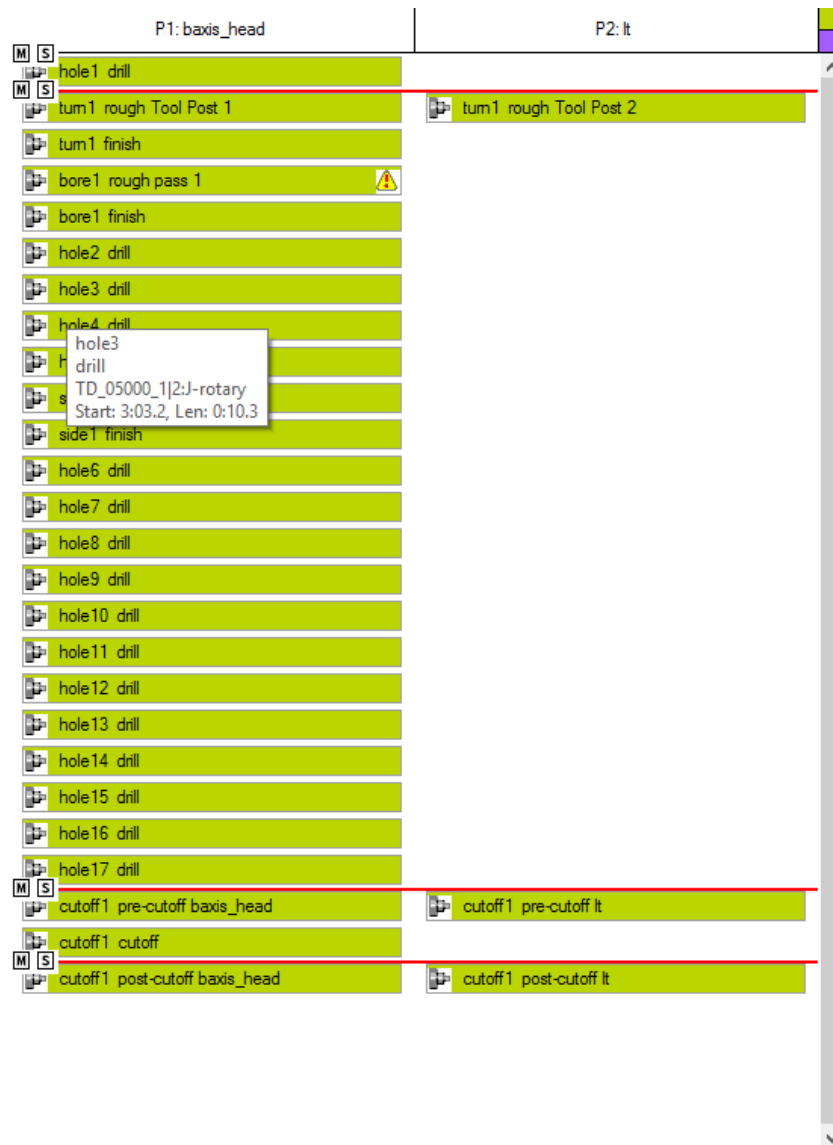 P1: baxis_head P2: lt
M S
hole1 drill
M S
turn1 rough Tool Post 1 turn1 rough Tool Post 2
turn1 finish
bore1 rough pass 1
bore1 finish
hole2 drill
hole3 drill
hole4 drill
hole3
drill
TD_05000_1|2:J-rotary
Start: 3:03.2, Len: 0:10.3
h
s
side1 finish
hole6 drill
hole7 drill
hole8 drill
hole9 drill
hole10 drill
hole11 drill
hole12 drill
hole13 drill
hole14 drill
hole15 drill
hole16 drill
hole17 drill
M S
cutoff1 pre-cutoff baxis_head cutoff1 pre-cutoff lt
cutoff1 cutoff
M S
cutoff1 post-cutoff baxis_head cutoff1 post-cutoff lt